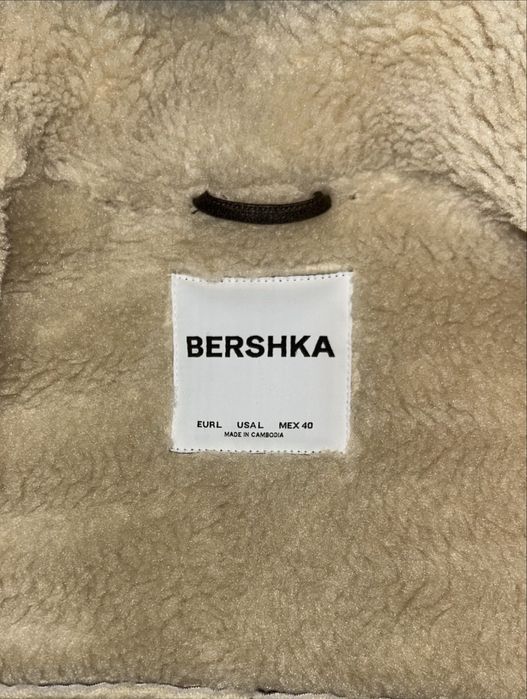 BERSHKA
EUR L USA L MEX 40
MADE IN CAMBODIA